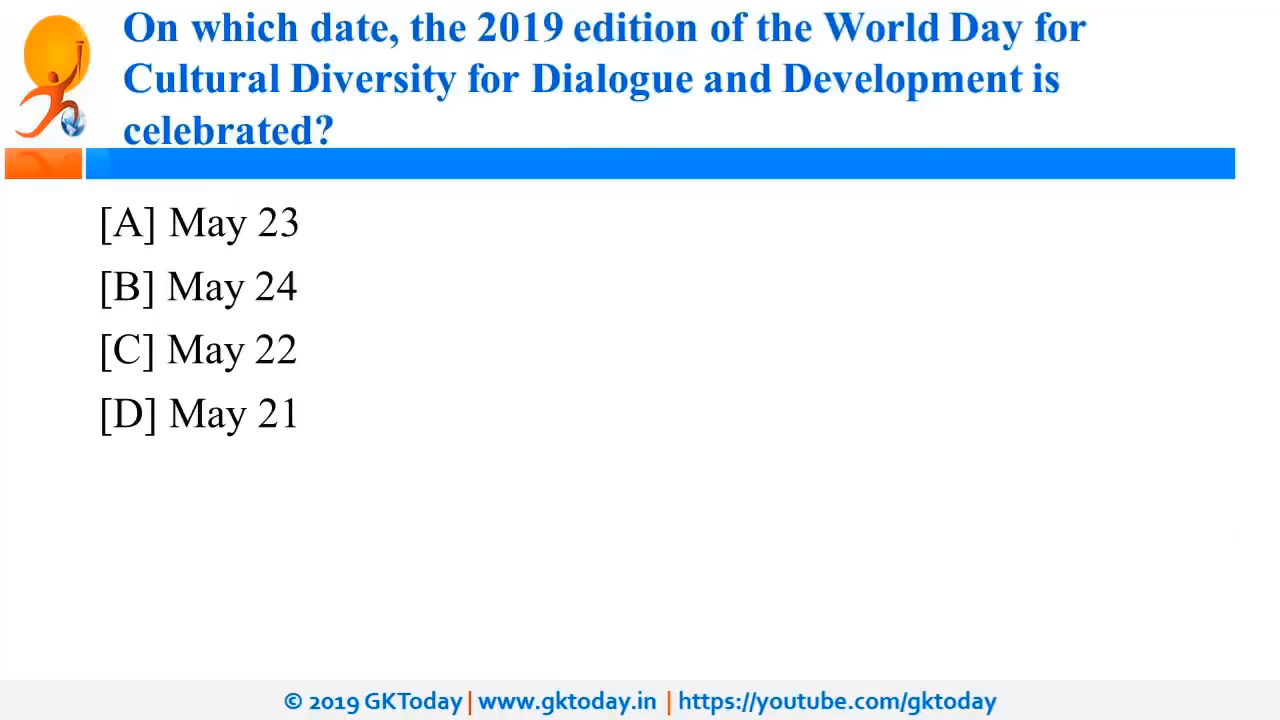 On which date, the 2019 edition of the World Day for
Cultural Diversity for Dialogue and Development is
celebrated?
[A] May 23
[B] May 24
[C] May 22
[D] May 21
© 2019 GKToday | www.gktoday.in | https://youtube.com/gktoday